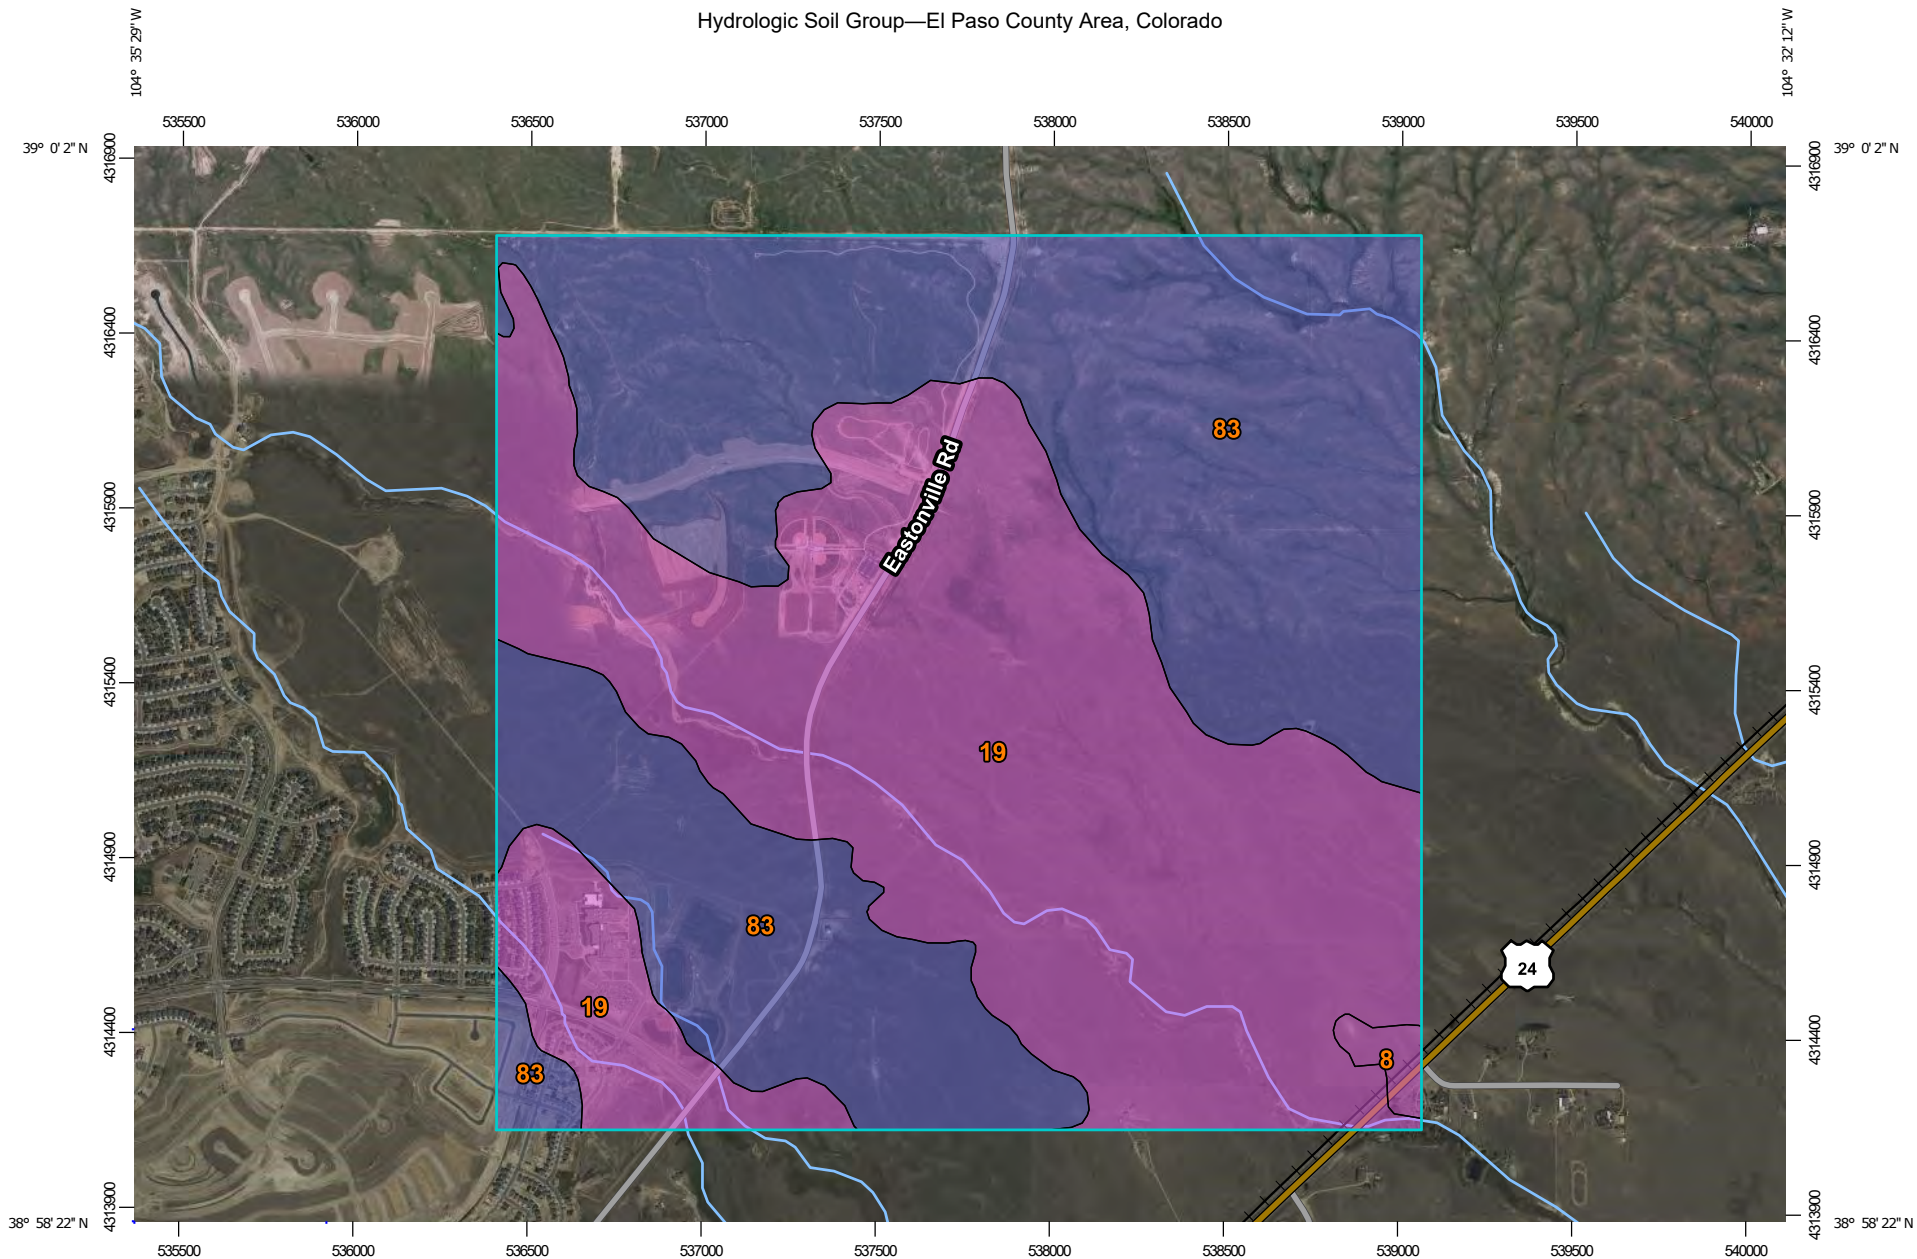 Hydrologic Soil Group—El Paso County Area, Colorado
104° 35' 29" W
104° 32' 12" W
535500 536000 536500 537000 537500 538000 538500 539000 539500 540000
39° 0' 2" N
39° 0' 2" N
4316900
4316900
4316400
4316400
83
Eastonville Rd
4315900
4315900
4315400
4315400
19
4314900
4314900
83
24
19
4314400
4314400
8
83
4313900
4313900
38° 58' 22" N
38° 58' 22" N
535500 536000 536500 537000 537500 538000 538500 539000 539500 540000